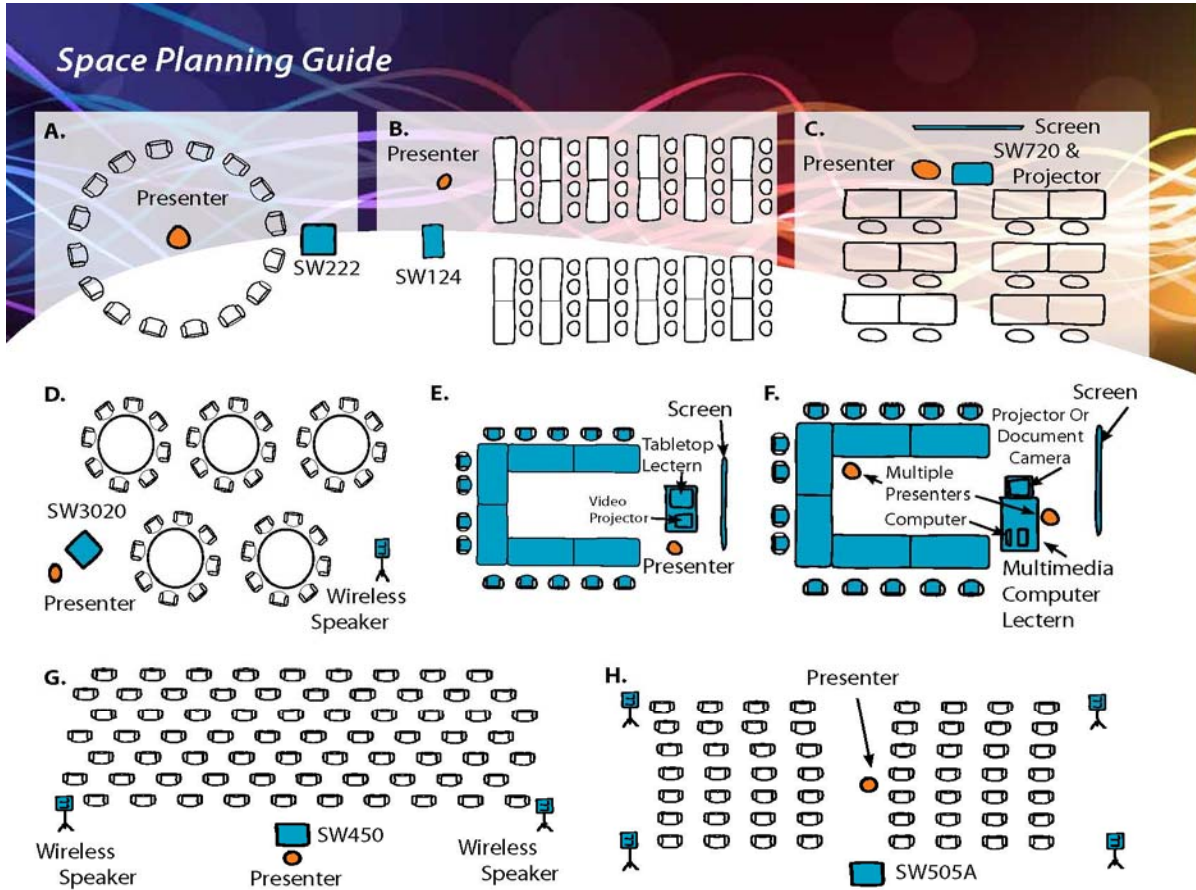 Space Planning Guide
A.
Presenter
SW222
B.
Presenter
SW124
C.
Screen
Presenter
SW720 &
Projector
D.
SW3020
Presenter
Wireless
Speaker
E.
Screen
Tabletop
Lectern
Video
Projector
Presenter
F.
Screen
Projector Or
Document
Camera
Multiple
Presenters
Computer
Multimedia
Computer
Lectern
G.
Wireless
Speaker
SW450
Presenter
Wireless
Speaker
H.
Presenter
SW505A